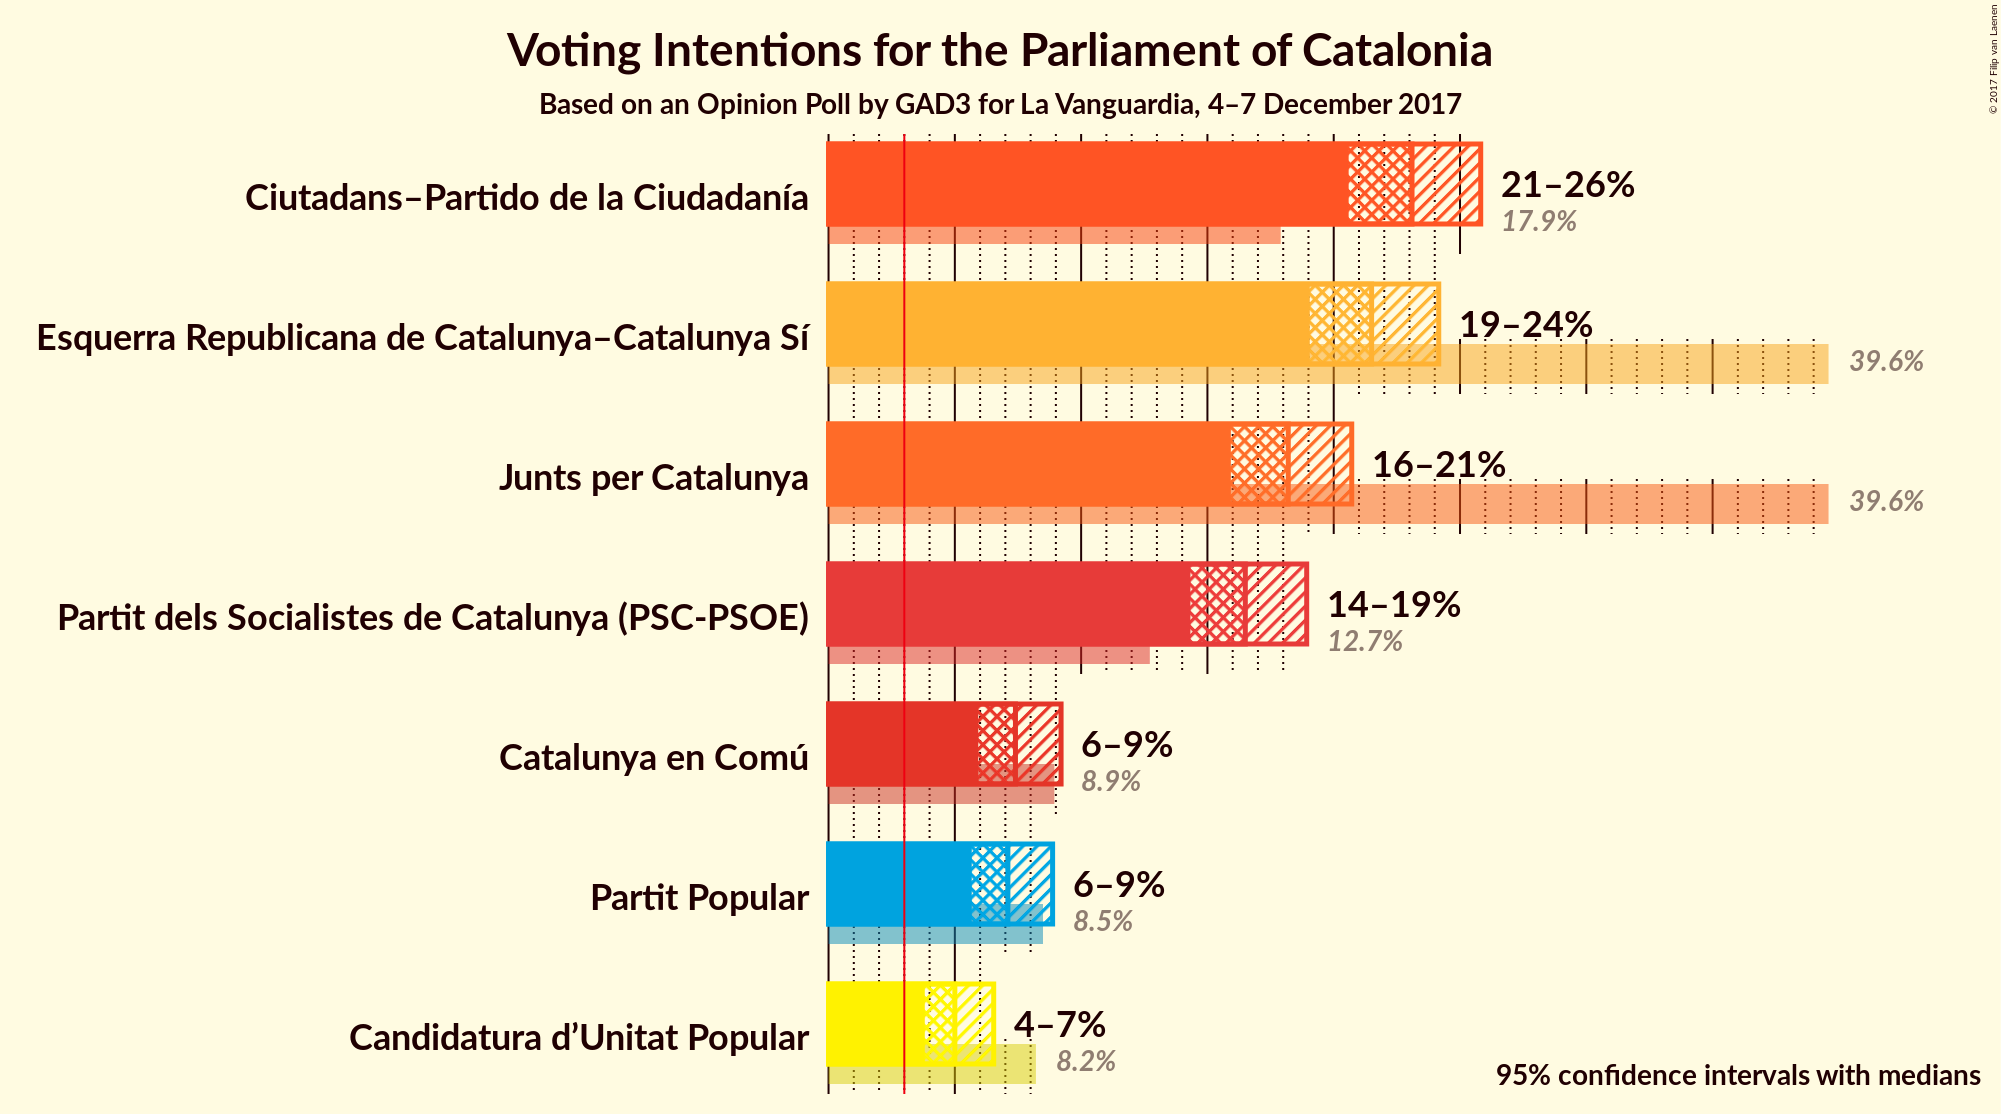 Voting Intentions for the Parliament of Catalonia
Based on an Opinion Poll by GAD3 for La Vanguardia, 4–7 December 2017
© 2017 Filip van Laenen
Ciutadans–Partido de la Ciudadanía
21–26%
17.9%
Esquerra Republicana de Catalunya–Catalunya Sí
19–24%
39.6%
Junts per Catalunya
16–21%
39.6%
Partit dels Socialistes de Catalunya (PSC-PSOE)
14–19%
12.7%
Catalunya en Comú
6–9%
8.9%
Partit Popular
6–9%
8.5%
Candidatura d’Unitat Popular
4–7%
8.2%
95% confidence intervals with medians